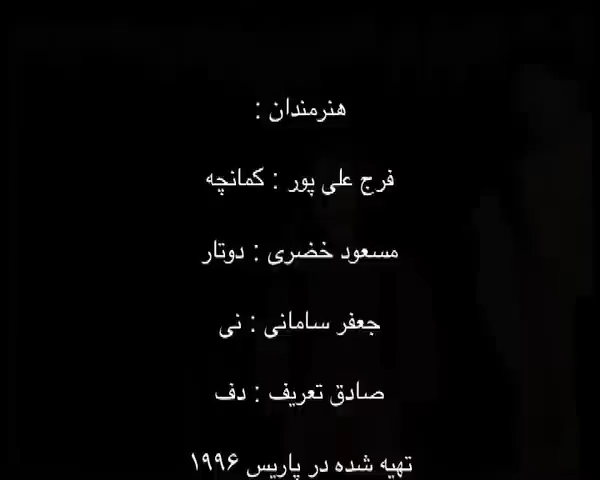 هنرمندان :
فرج علی پور : کمانچه
مسعود خضری : دوتار
جعفر سامانی : نی
صادق تعریف : دف
تهیه شده در پاریس ۱۹۹۶